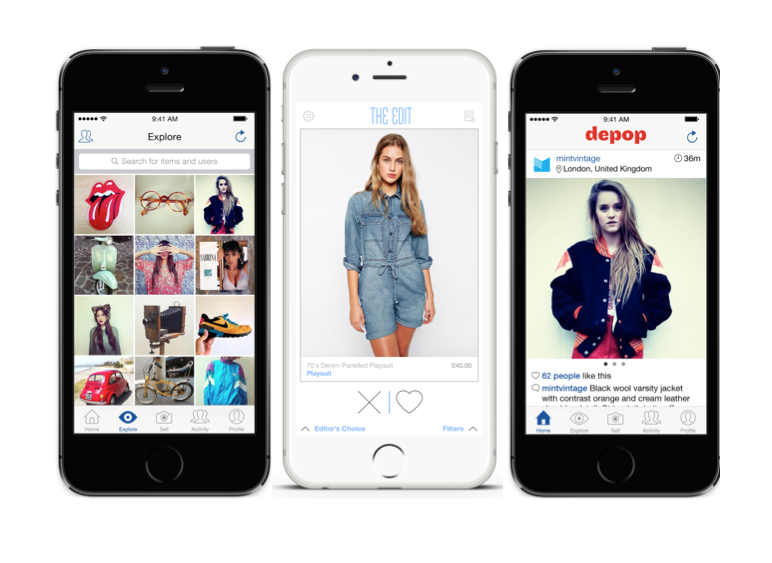 9:41 AM
Explore
Search for items and users
SABRINA
Home
Explore
Sell
Activity
Profile
THE EDIT
70's Denim Panelled Playsuit
£40.00
Playsuit
Editor's Choice
Filters
9:41 AM
depop
mintvintage
36m
London, United Kingdom
62 people like this
mintvintage Black wool varsity jacket
with contrast orange and cream leather
Home
Explore
Sell
Activity
Profile